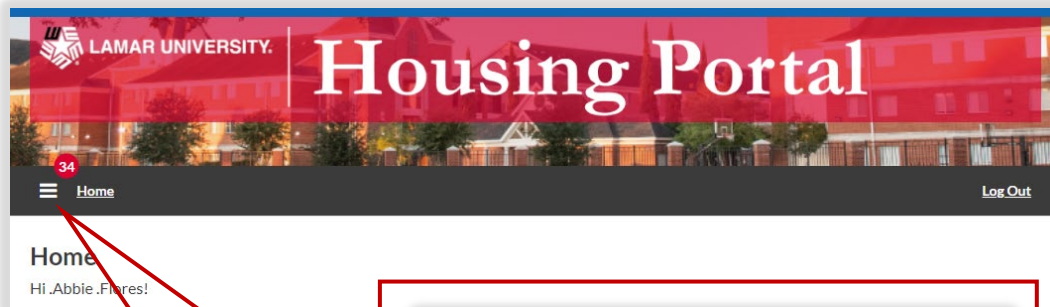 LAMAR UNIVERSITY.
Housing Portal
34
Home
Log Out
Home
Hi .Abbie .Flores!